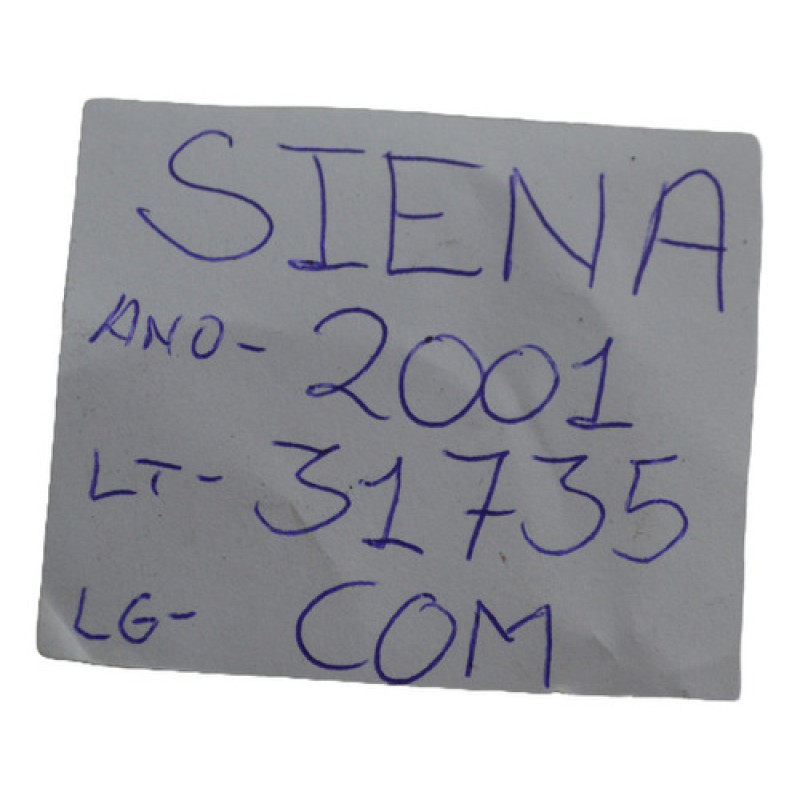 SIENA
ANO- 2001
LT- 31735
LG- COM